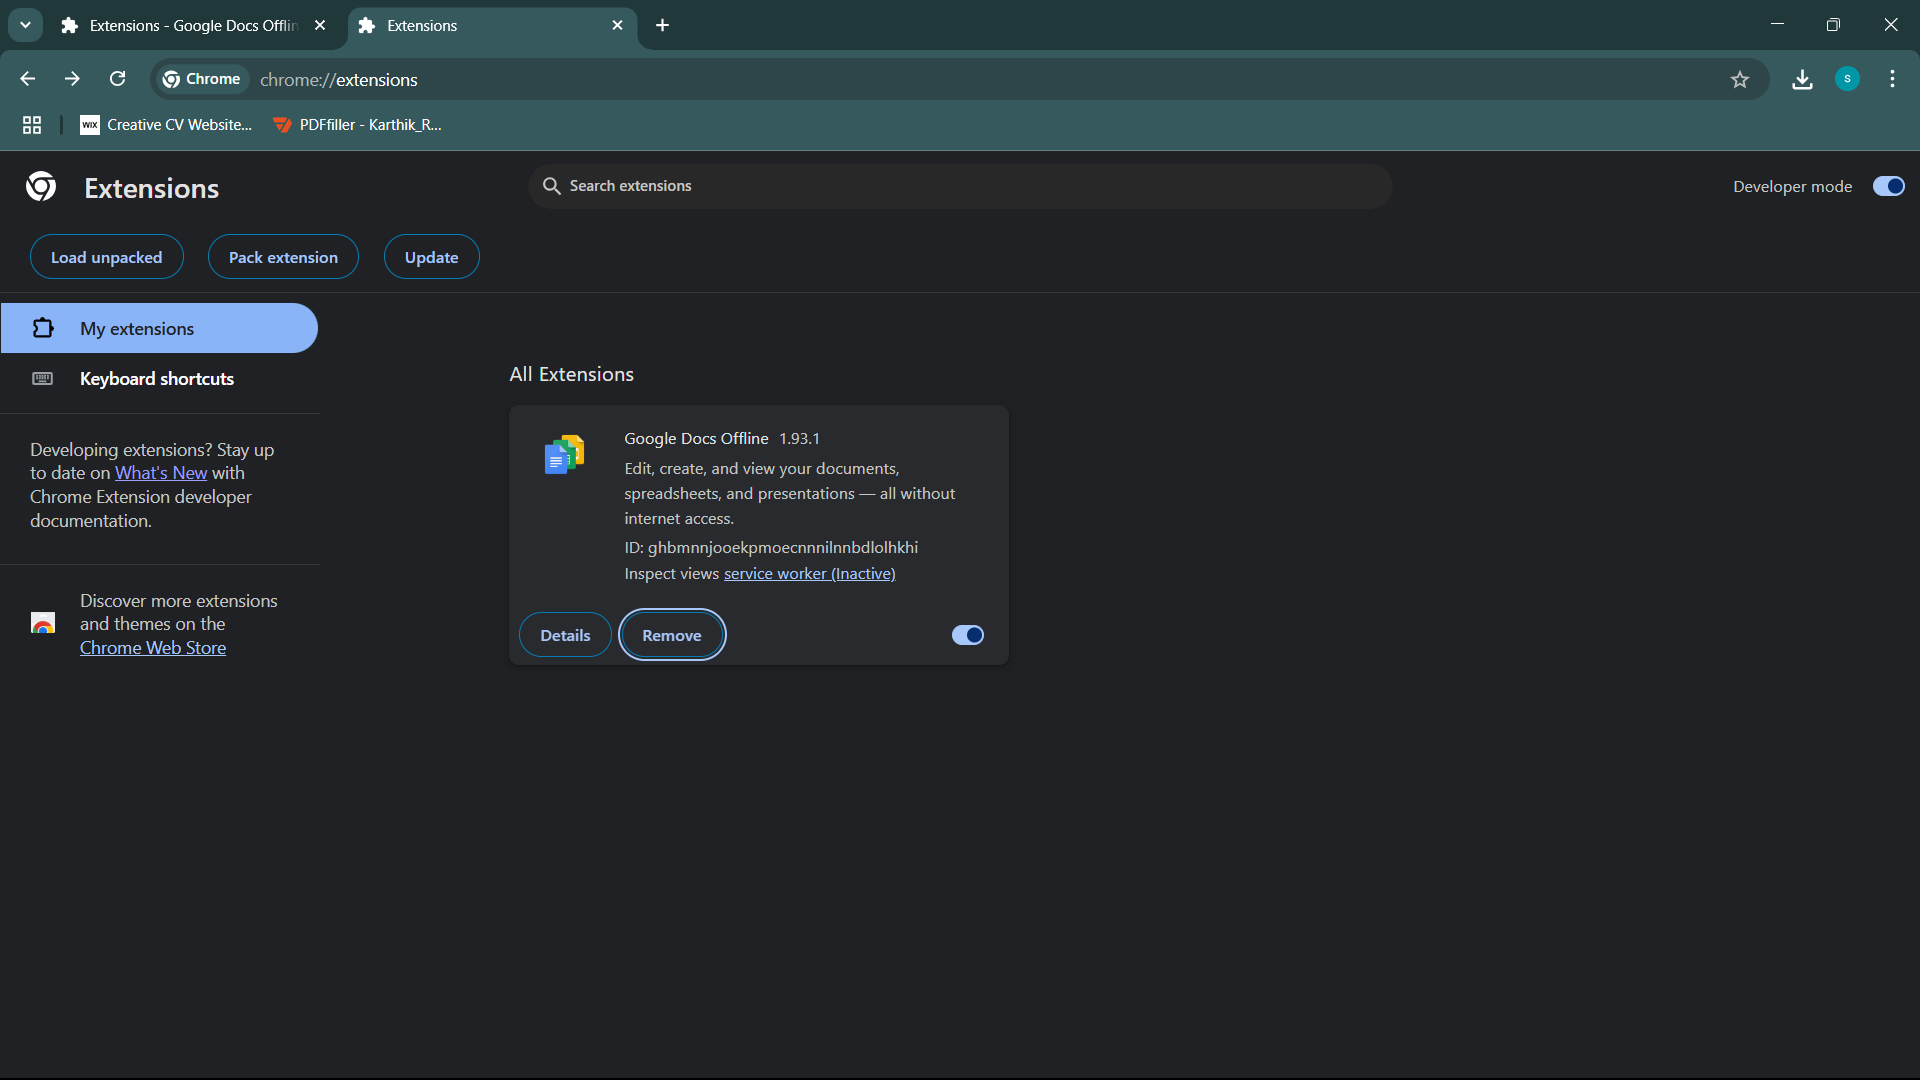 Extensions - Google Docs Offlin
Extensions
Chrome
chrome://extensions
S
WIX
Creative CV Website...
PDFfiller - Karthik_R...
Extensions
Search extensions
Developer mode
Load unpacked
Pack extension
Update
My extensions
Keyboard shortcuts
Developing extensions? Stay up
to date on What's New with
Chrome Extension developer
documentation.
Discover more extensions
and themes on the
Chrome Web Store
All Extensions
Google Docs Offline 1.93.1
Edit, create, and view your documents,
spreadsheets, and presentations — all without
internet access.
ID: ghbmnnjooekpmoecnnnilnnbdlolhkhi
Inspect views service worker (Inactive)
Details
Remove